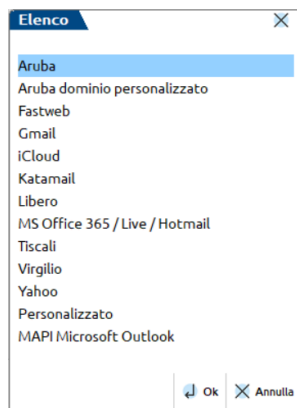 Elenco
Aruba
Aruba dominio personalizzato
Fastweb
Gmail
iCloud
Katamail
Libero
MS Office 365 / Live / Hotmail
Tiscali
Virgilio
Yahoo
Personalizzato
MAPI Microsoft Outlook
Ok Annulla